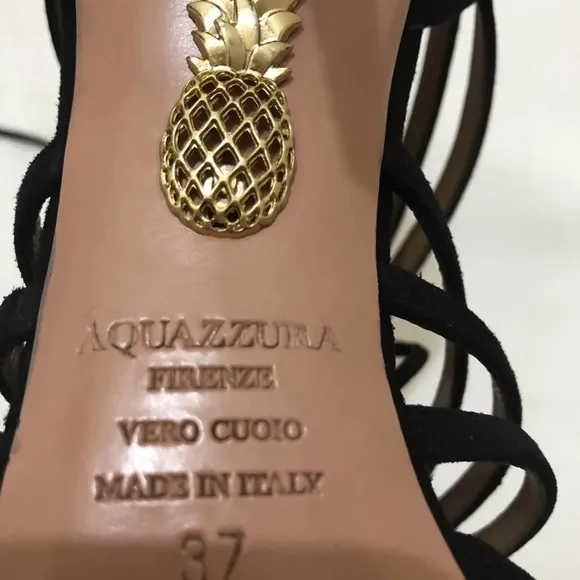 AQUAZZURA
FIRENZE
VERO CUOIO
MADE IN ITALY
37